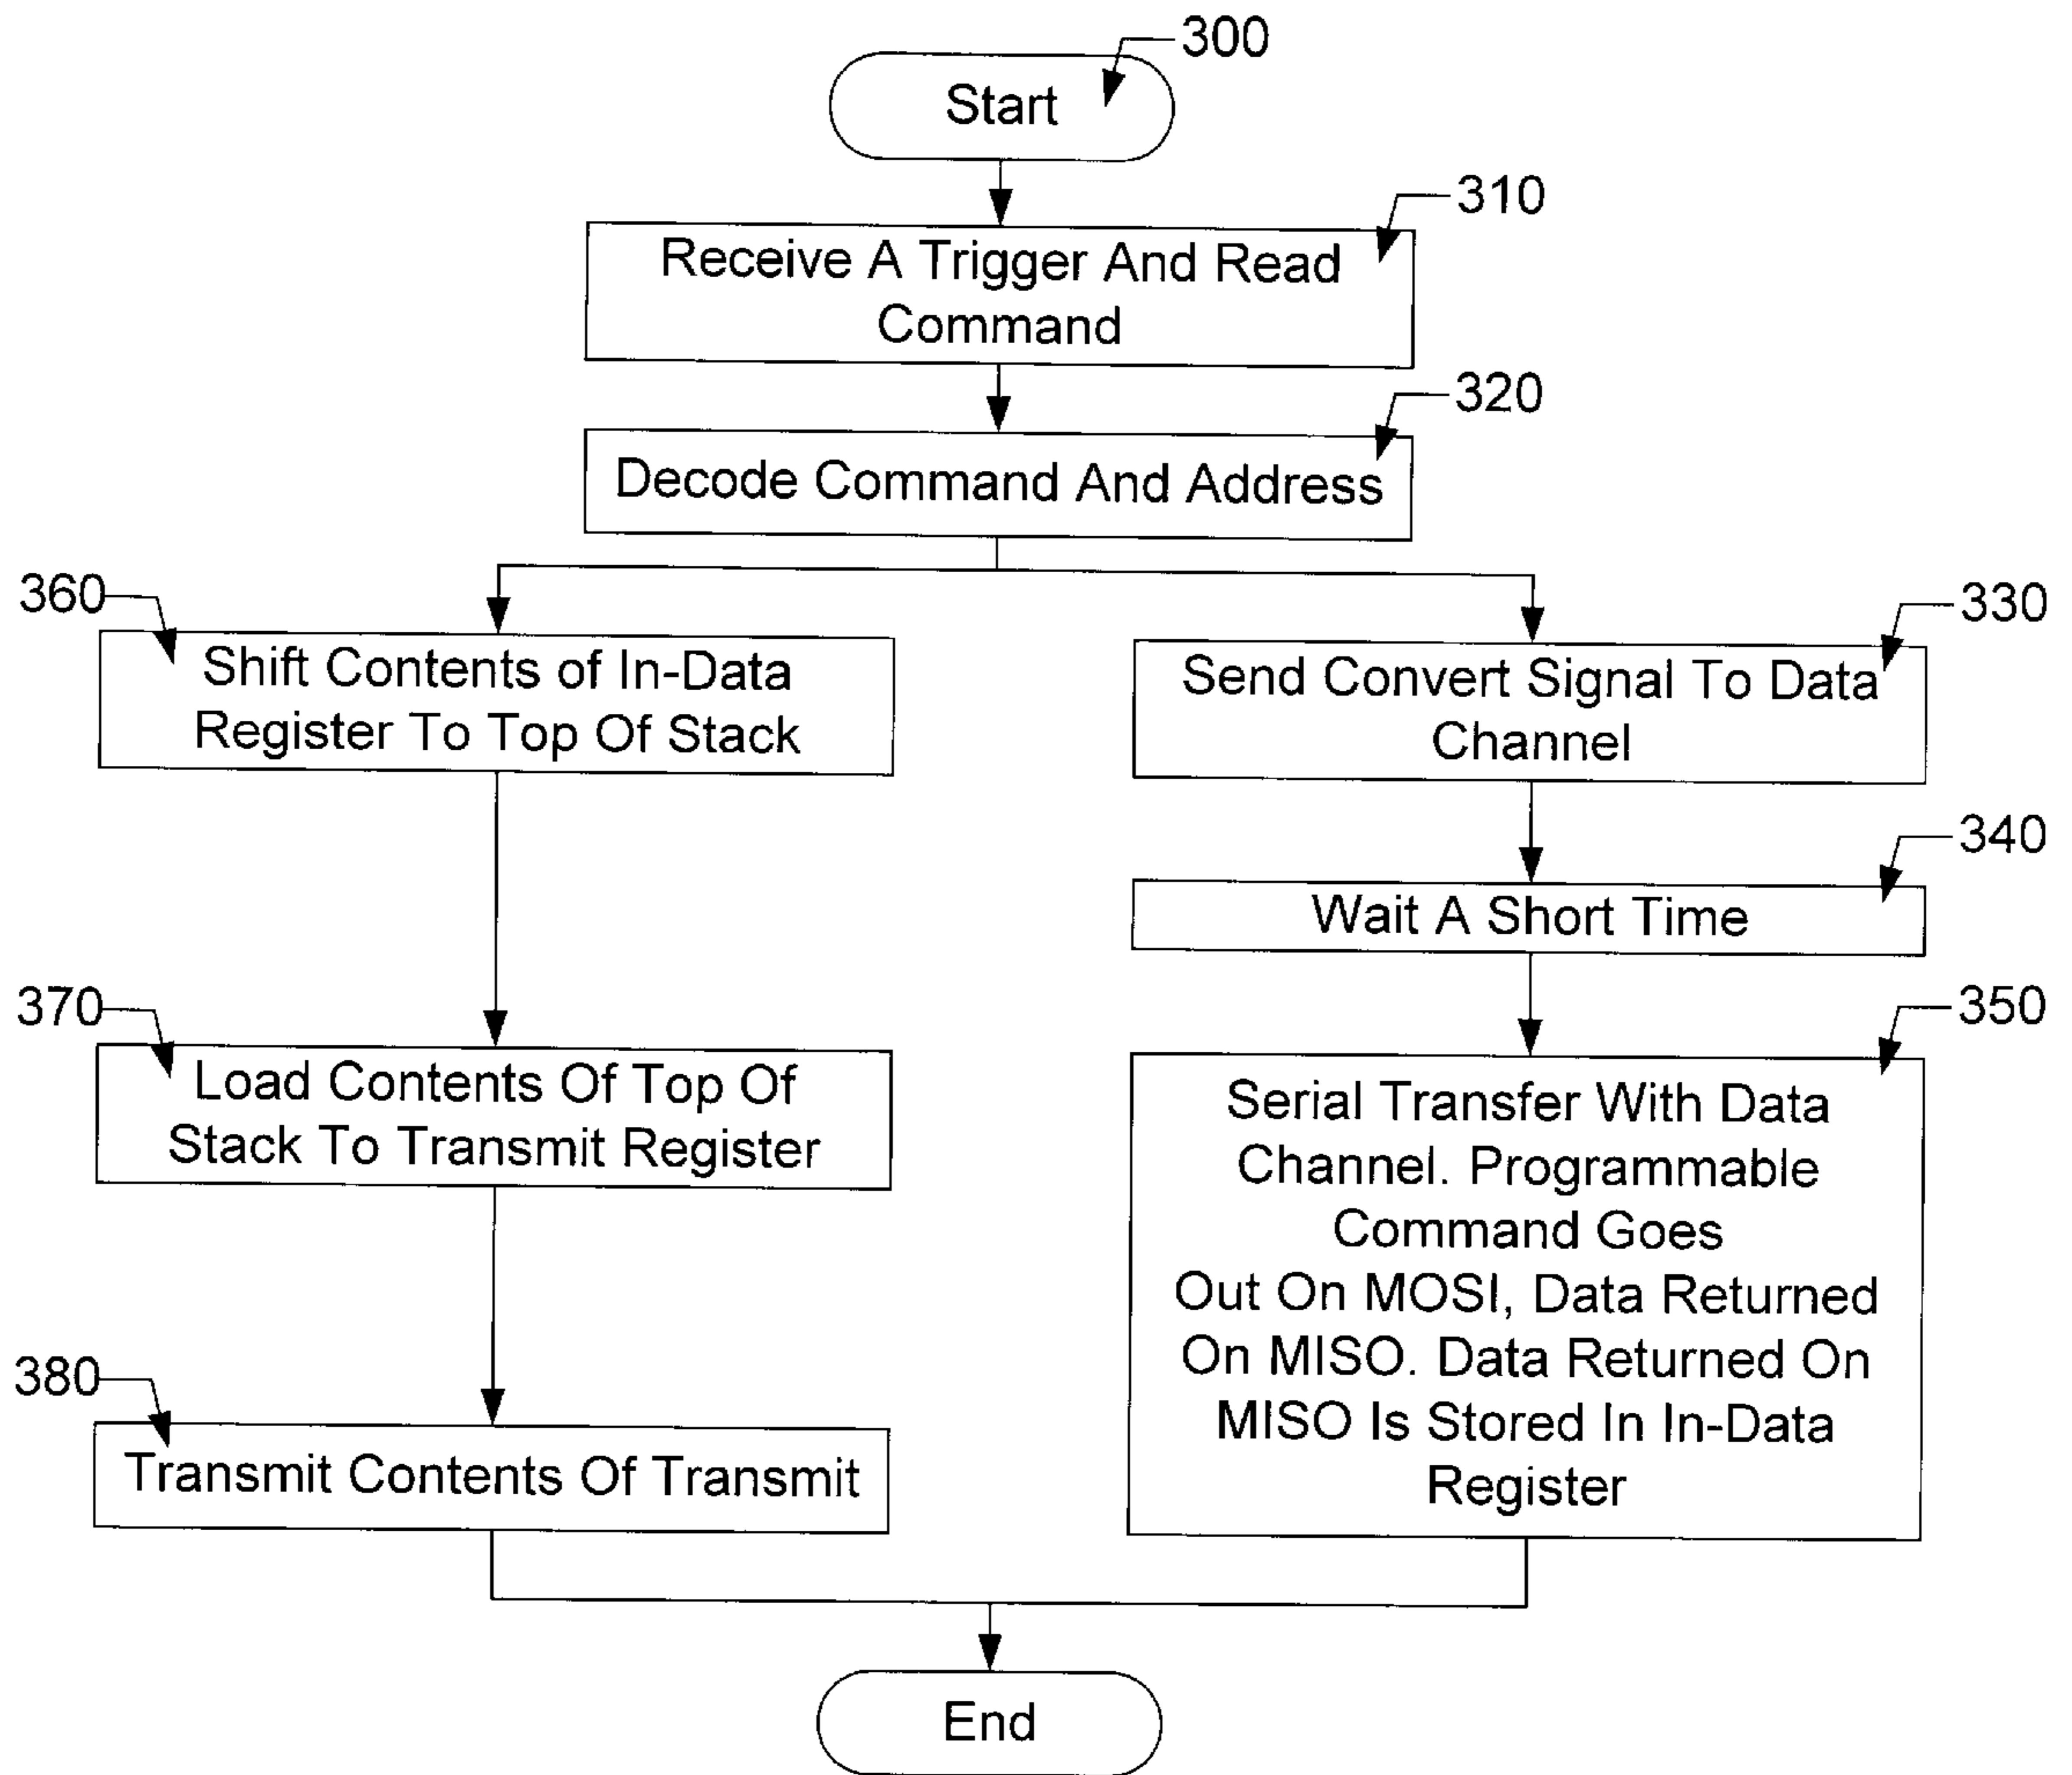 300
Start
310
Receive A Trigger And Read
Command
320
Decode Command And Address
360
Shift Contents of In-Data
Register To Top Of Stack
330
Send Convert Signal To Data
Channel
340
Wait A Short Time
370
Load Contents Of Top Of
Stack To Transmit Register
350
Serial Transfer With Data
Channel. Programmable
Command Goes
Out On MOSI, Data Returned
On MISO. Data Returned On
MISO Is Stored In In-Data
Register
380
Transmit Contents Of Transmit
End